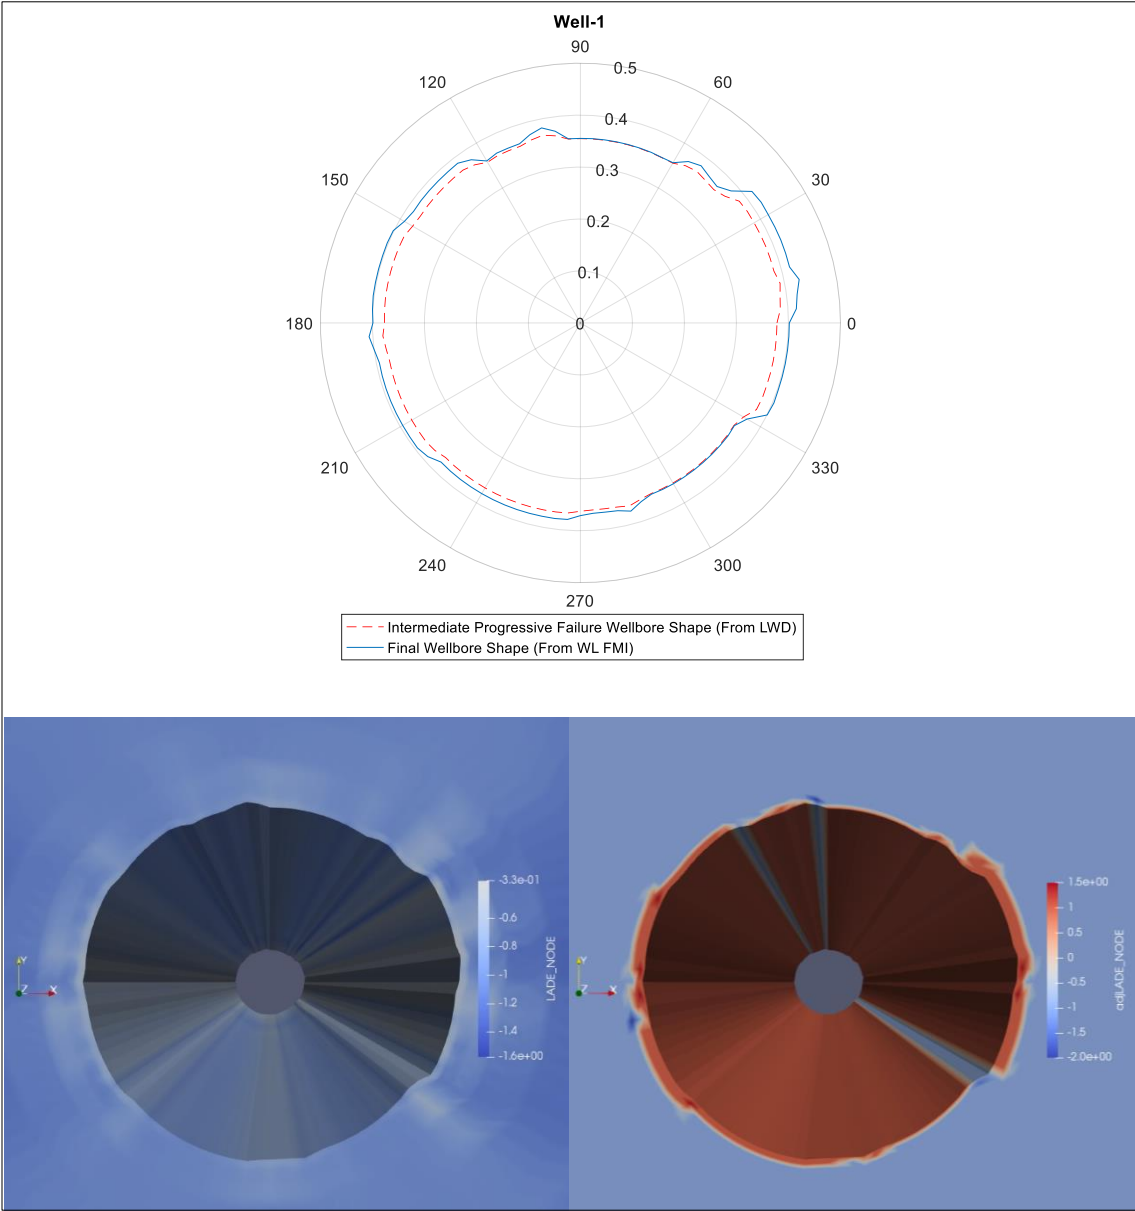 Well-1
90
120
0.5
60
0.4
150
0.3
30
0.2
0.1
180
0
0
210
330
240
300
270
Intermediate Progressive Failure Wellbore Shape (From LWD)
Final Wellbore Shape (From WL FMI)
-3.3e-01
-0.6
-0.8
-1
-1.2
-1.4
-1.6e+00
LADE_NODE
Y
Z
X
1.5e+00
1
0.5
0
-0.5
-1
-1.5
-2.0e+00
adjLADE_NODE
Y
Z
X